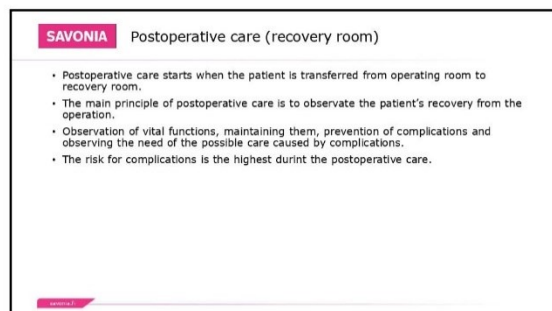 SAVONIA
Postoperative care (recovery room)
• Postoperative care starts when the patient is transferred from operating room to
recovery room.
• The main principle of postoperative care is to observate the patient's recovery from the
operation.
• Observation of vital functions, maintaining them, prevention of complications and
observing the need of the possible care caused by complications.
• The risk for complications is the highest durint the postoperative care.
savonia.fi